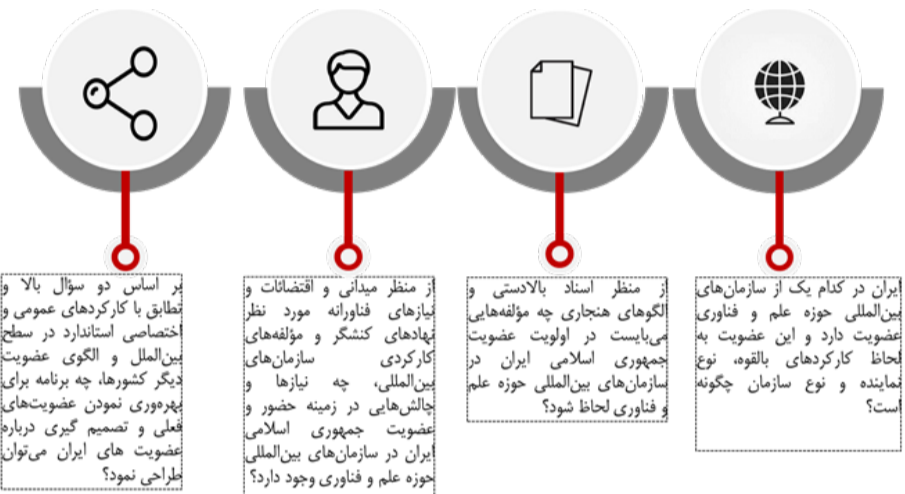 ایران در کدام یک از سازمان‌های
بین‌المللی حوزه علم و فناوری
عضویت دارد و این عضویت به
لحاظ کارکردهای بالقوه، نوع
نماینده و نوع سازمان چگونه
است؟
از منظر اسناد بالادستی و
الگوهای هنجاری چه مؤلفه‌هایی
می‌بایست در اولویت عضویت
جمهوری اسلامی ایران در
سازمان‌های بین‌المللی حوزه علم
و فناوری لحاظ شود؟
از منظر میدانی و اقتضائات و
نیازهای فناورانه مورد نظر
نهادهای کنشگر و مؤلفه‌های
کارکردی سازمان‌های
بین‌المللی، چه نیازها و
چالش‌هایی در زمینه حضور و
عضویت جمهوری اسلامی
ایران در سازمان‌های بین‌المللی
حوزه علم و فناوری وجود دارد؟
بر اساس دو سؤال بالا و
تطابق با کارکردهای عمومی و
اختصاصی استاندارد در سطح
بین‌الملل و الگوی عضویت
دیگر کشورها، چه برنامه برای
بهره‌وری نمودن عضویت‌های
فعلی و تصمیم گیری درباره
عضویت های ایران می‌توان
طراحی نمود؟